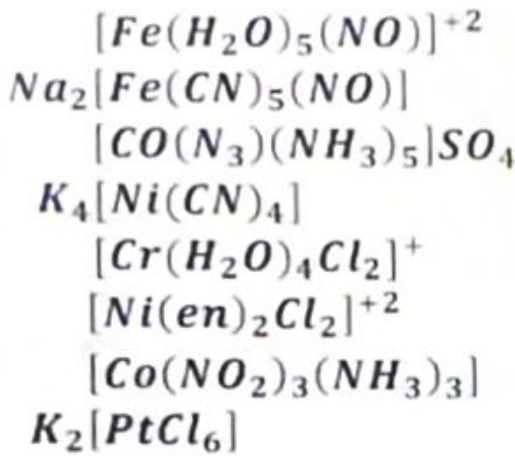 [Fe(H₂O)₅(NO)]⁺²
Na₂[Fe(CN)₅(NO)]
[CO(N₃)(NH₃)₅]SO₄
K₄[Ni(CN)₄]
[Cr(H₂O)₄Cl₂]⁺
[Ni(en)₂Cl₂]⁺²
[Co(NO₂)₃(NH₃)₃]
K₂[PtCl₆]